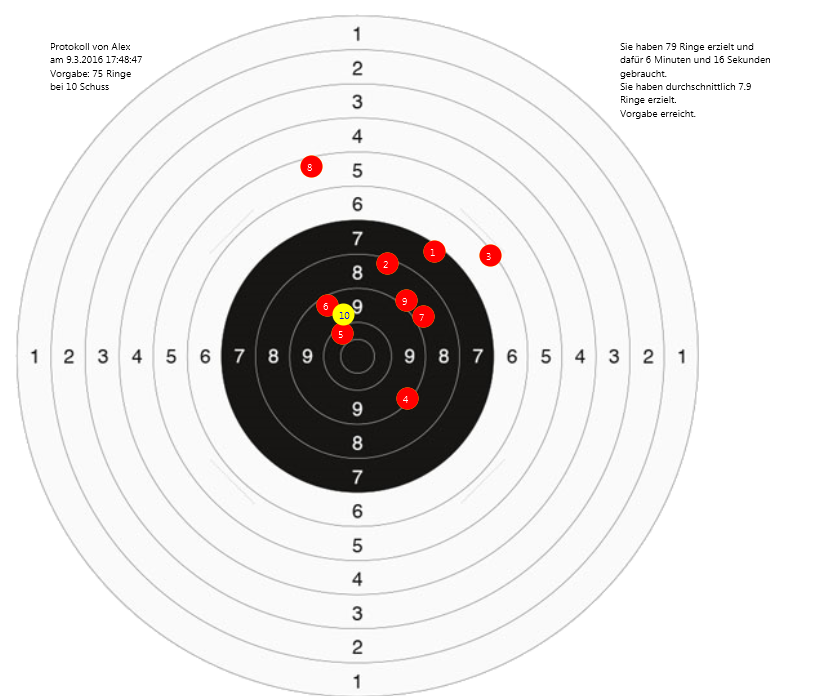 Protokoll von Alex
am 9.3.2016 17:48:47
Vorgabe: 75 Ringe
bei 10 Schuss
Sie haben 79 Ringe erzielt und
dafür 6 Minuten und 16 Sekunden
gebraucht.
Sie haben durchschnittlich 7.9
Ringe erzielt.
Vorgabe erreicht.
1
2
3
4
8
5
6
7
1
2
3
8
6
9
9
10
7
5
1 2 3 4 5 6 7 8 9 9 8 7 6 5 4 3 2 1
4
9
8
7
6
5
4
3
2
1